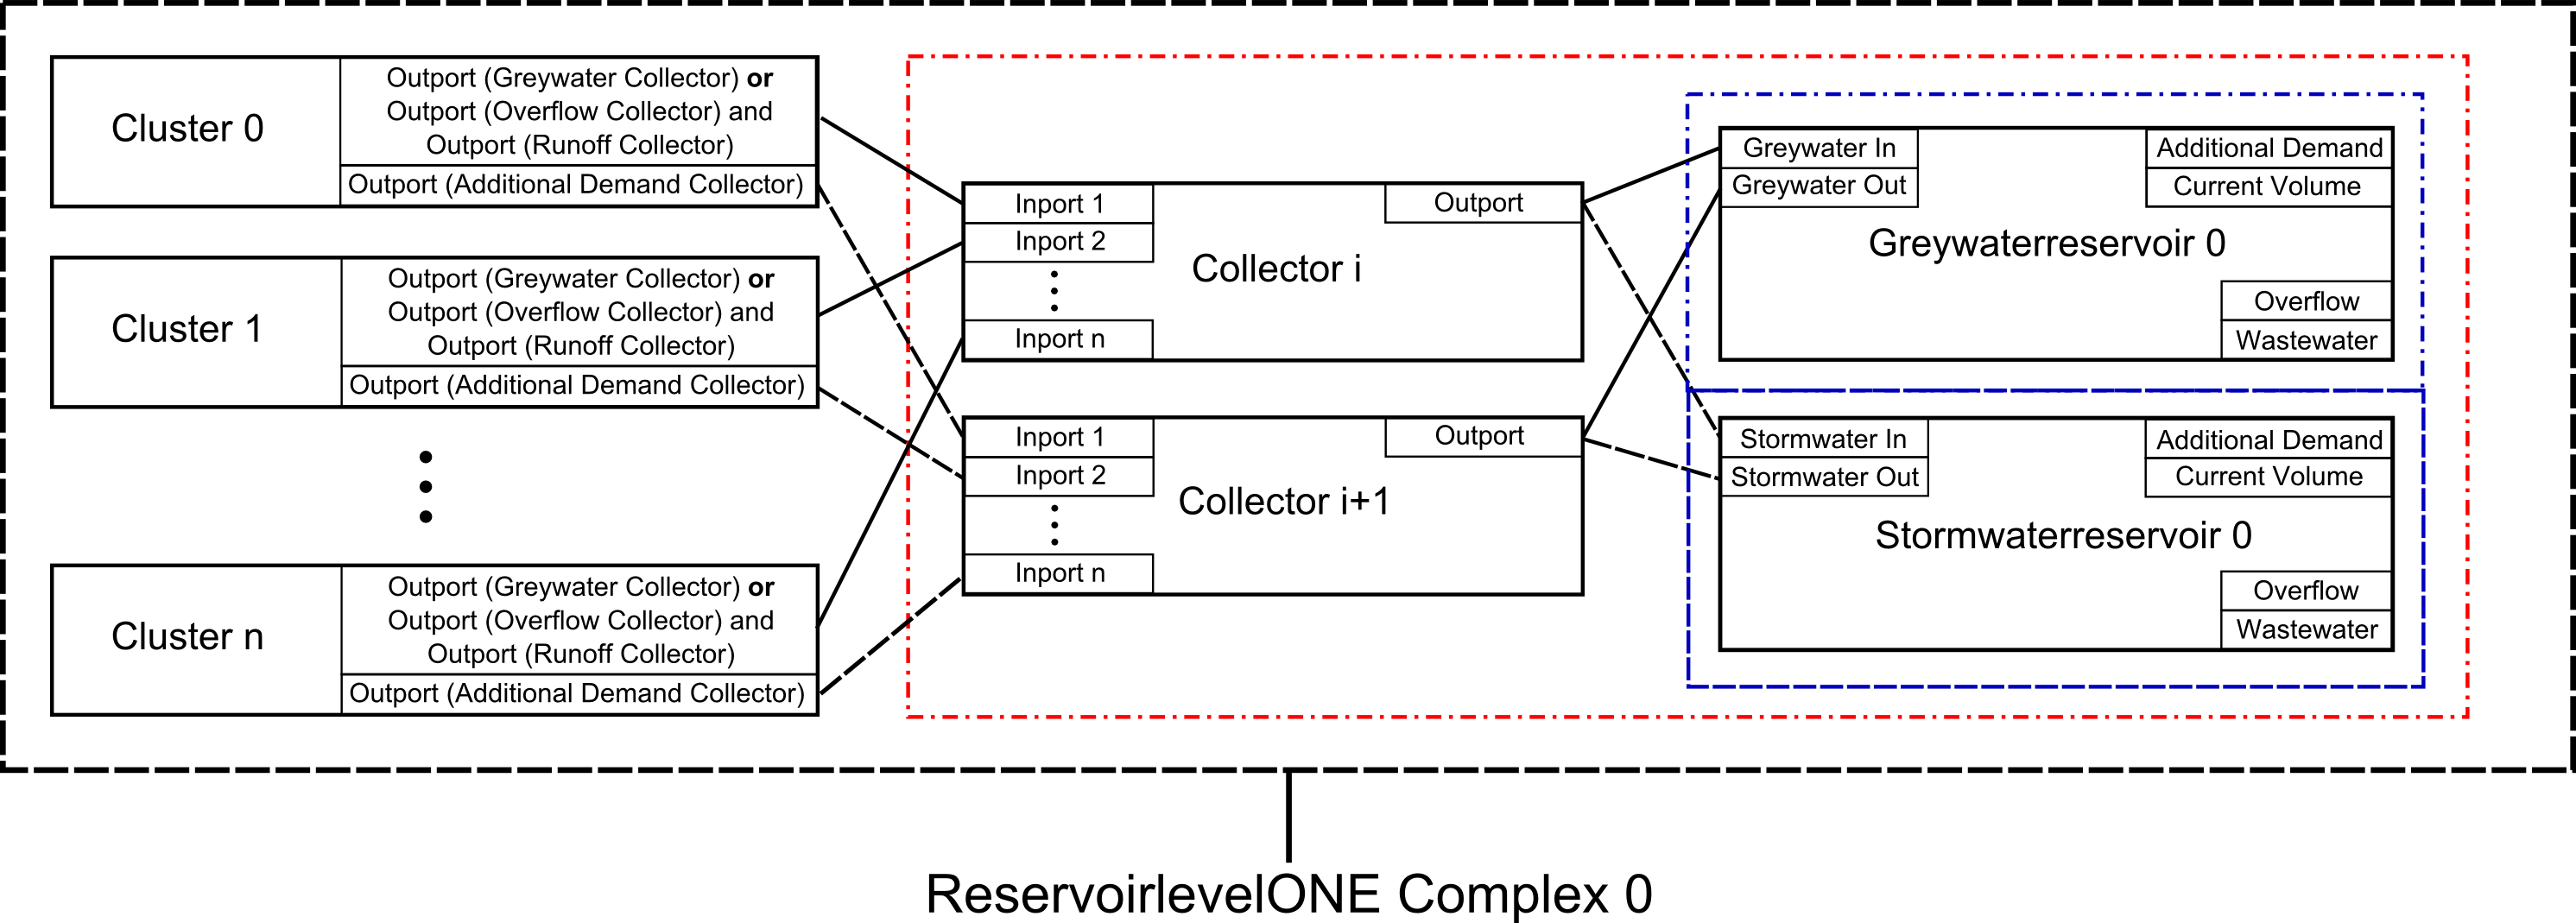 Cluster 0
Outport (Greywater Collector) or
Outport (Overflow Collector) and
Outport (Runoff Collector)
Outport (Additional Demand Collector)
Cluster 1
Outport (Greywater Collector) or
Outport (Overflow Collector) and
Outport (Runoff Collector)
Outport (Additional Demand Collector)
Cluster n
Outport (Greywater Collector) or
Outport (Overflow Collector) and
Outport (Runoff Collector)
Outport (Additional Demand Collector)
Inport 1
Inport 2
Inport n
Collector i
Outport
Inport 1
Inport 2
Inport n
Collector i+1
Outport
Greywater In
Greywater Out
Additional Demand
Current Volume
Greywaterreservoir 0
Overflow
Wastewater
Stormwater In
Stormwater Out
Additional Demand
Current Volume
Stormwaterreservoir 0
Overflow
Wastewater
ReservoirlevelONE Complex 0